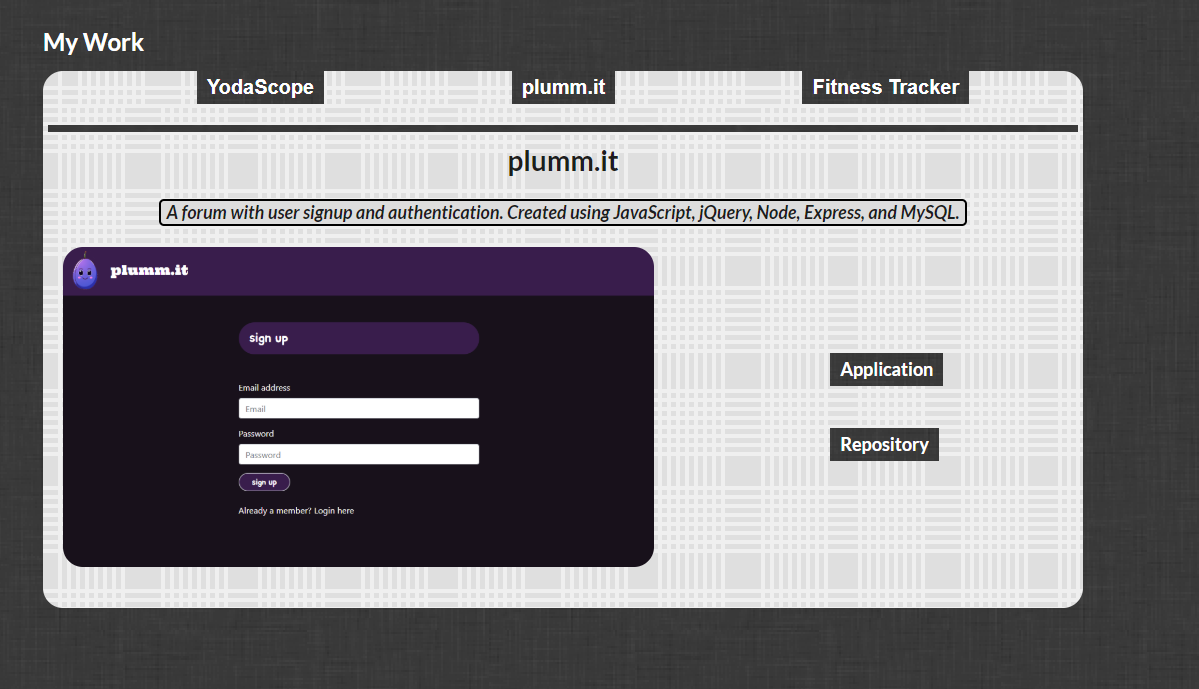 My Work
YodaScope
plumm.it
Fitness Tracker
plumm.it
A forum with user signup and authentication. Created using JavaScript, jQuery, Node, Express, and MySQL.
plumm.it
sign up
Email address
Email
Password
Password
sign up
Already a member? Login here
Application
Repository